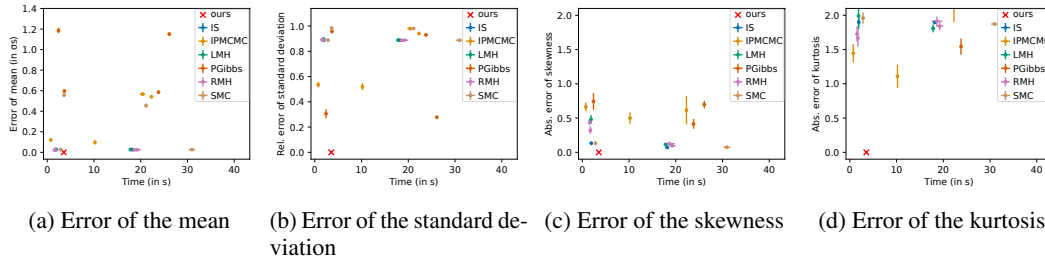 1.4
1.2
1.0
0.8
0.6
0.4
0.2
0.0
Error of mean (in σs)
0 10 20 30 40
Time (in s)
ours
IS
IPMCMC
LMH
PGibbs
RMH
SMC
(a) Error of the mean
1.0
0.8
0.6
0.4
0.2
0.0
Rel. error of standard deviation
0 10 20 30 40
Time (in s)
ours
IS
IPMCMC
LMH
PGibbs
RMH
SMC
(b) Error of the standard de-
viation
2.0
1.5
1.0
0.5
0.0
Abs. error of skewness
0 10 20 30 40
Time (in s)
ours
IS
IPMCMC
LMH
PGibbs
RMH
SMC
(c) Error of the skewness
2.0
1.5
1.0
0.5
0.0
Abs. error of kurtosis
0 10 20 30 40
Time (in s)
ours
IS
IPMCMC
LMH
PGibbs
RMH
SMC
(d) Error of the kurtosis